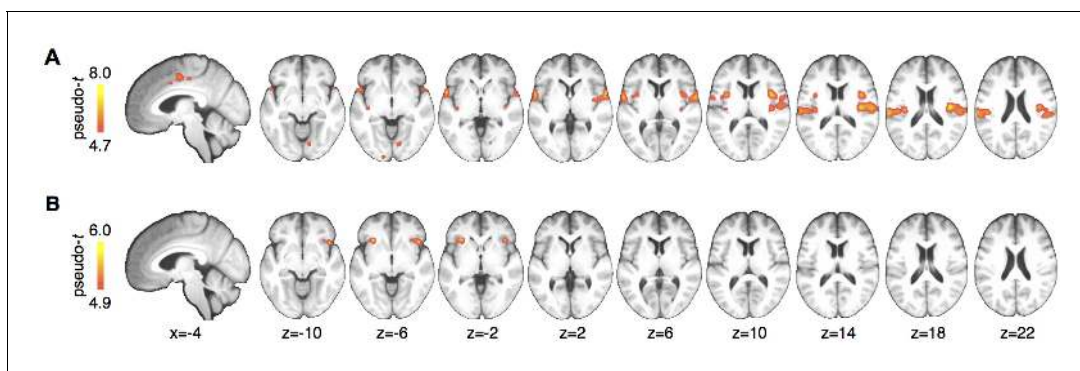 A
8.0
pseudo-t
4.7
B
6.0
pseudo-t
4.9
x=-4 z=-10 z=-6 z=-2 z=2 z=6 z=10 z=14 z=18 z=22